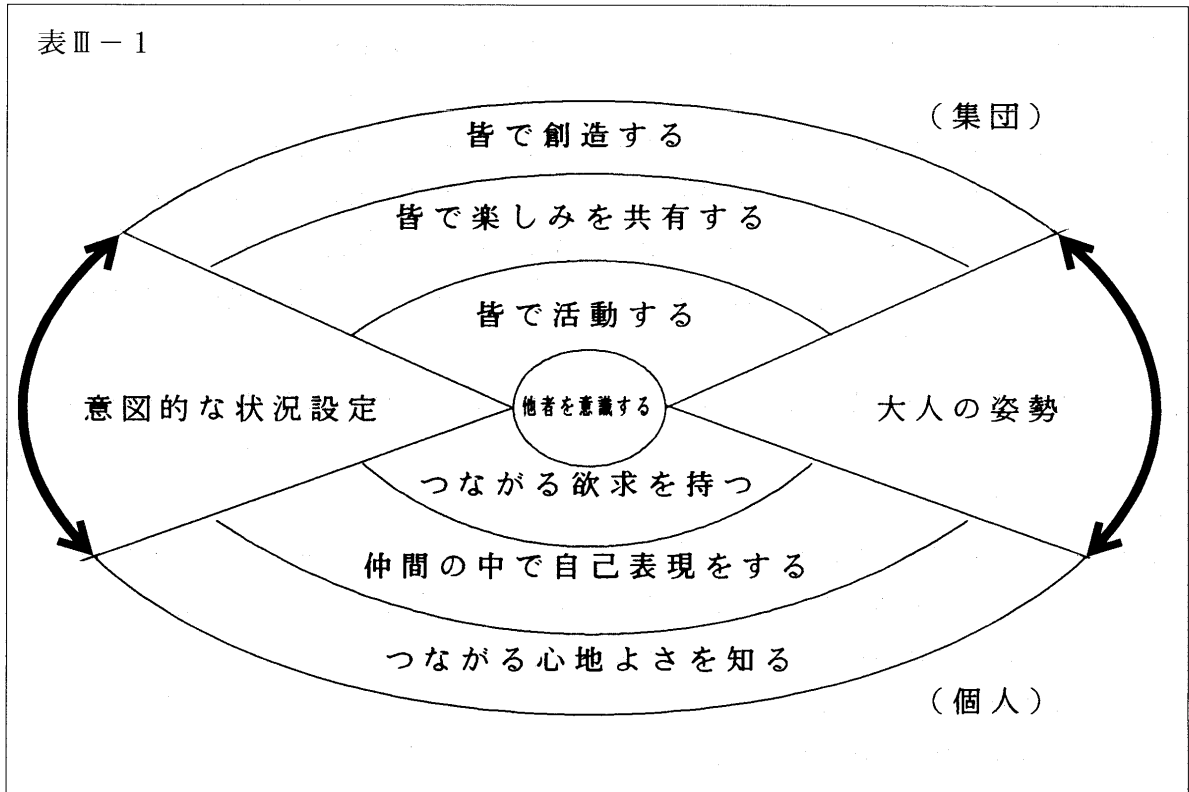 表Ⅲ－1
（集団）
皆で創造する
皆で楽しみを共有する
皆で活動する
意図的な状況設定
他者を意識する
大人の姿勢
つながる欲求を持つ
仲間の中で自己表現をする
つながる心地よさを知る
（個人）